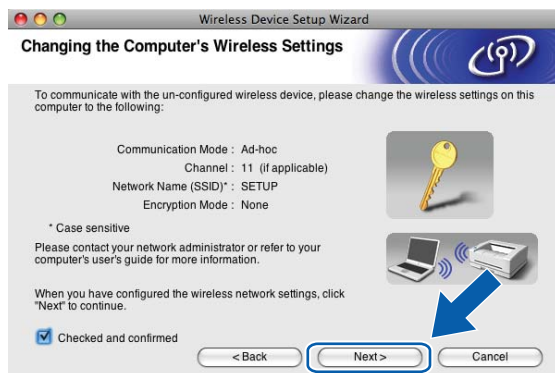 Wireless Device Setup Wizard
Changing the Computer's Wireless Settings
To communicate with the un-configured wireless device, please change the wireless settings on this
computer to the following:
Communication Mode : Ad-hoc
Channel : 11 (if applicable)
Network Name (SSID)* : SETUP
Encryption Mode : None
* Case sensitive
Please contact your network administrator or refer to your
computer's user's guide for more information.
When you have configured the wireless network settings, click
"Next" to continue.
Checked and confirmed
< Back Next > Cancel